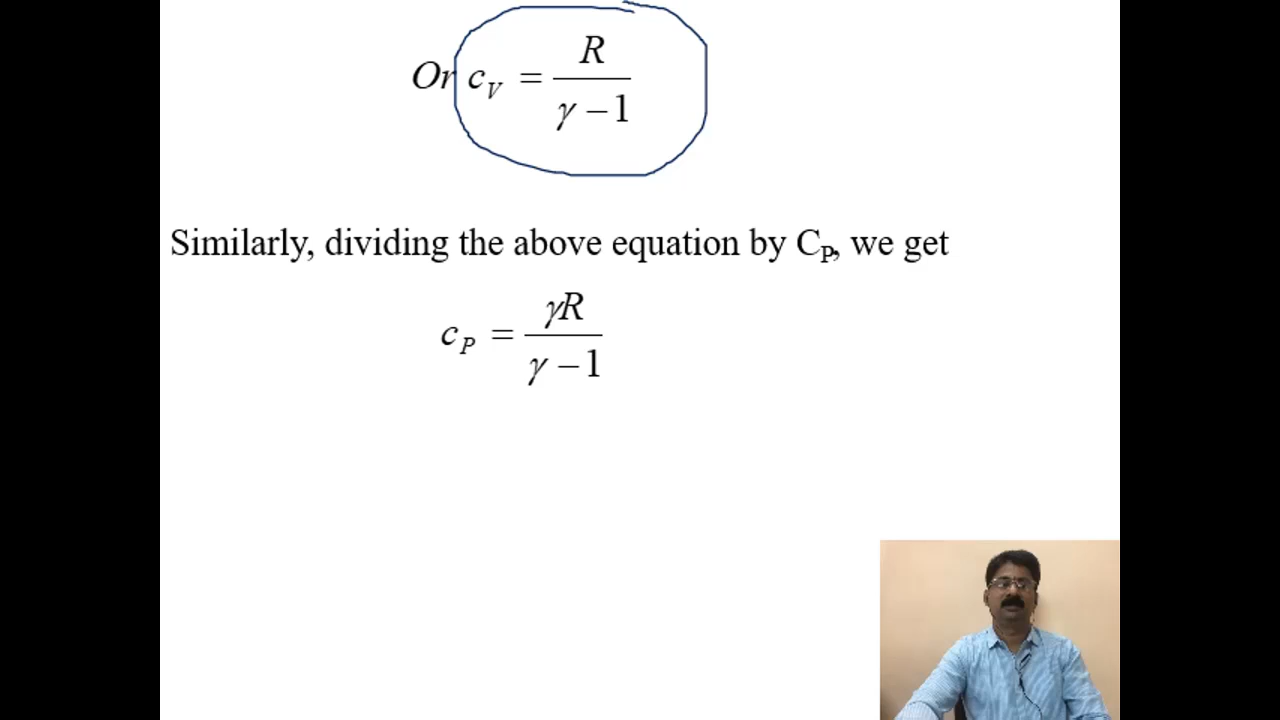 Or c_V = R / (γ − 1)
Similarly, dividing the above equation by C_P, we get
c_P = γR / (γ − 1)